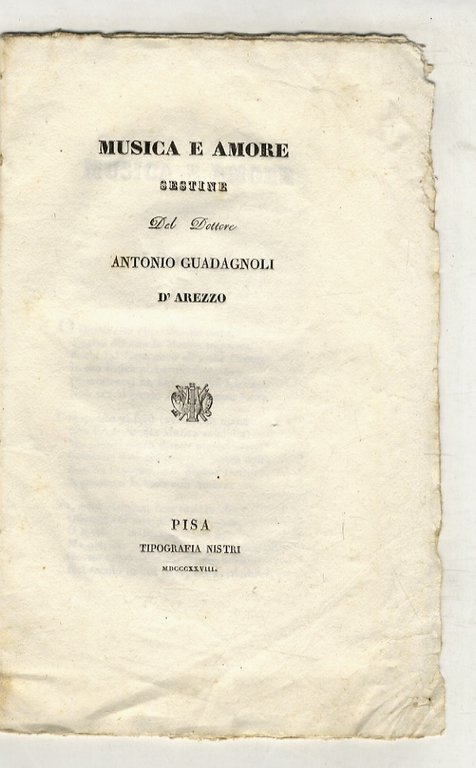 MUSICA E AMORE
SESTINE
Del Dottore
ANTONIO GUADAGNOLI
D' AREZZO
PISA
TIPOGRAFIA NISTRI
MDCCCXXVIII.